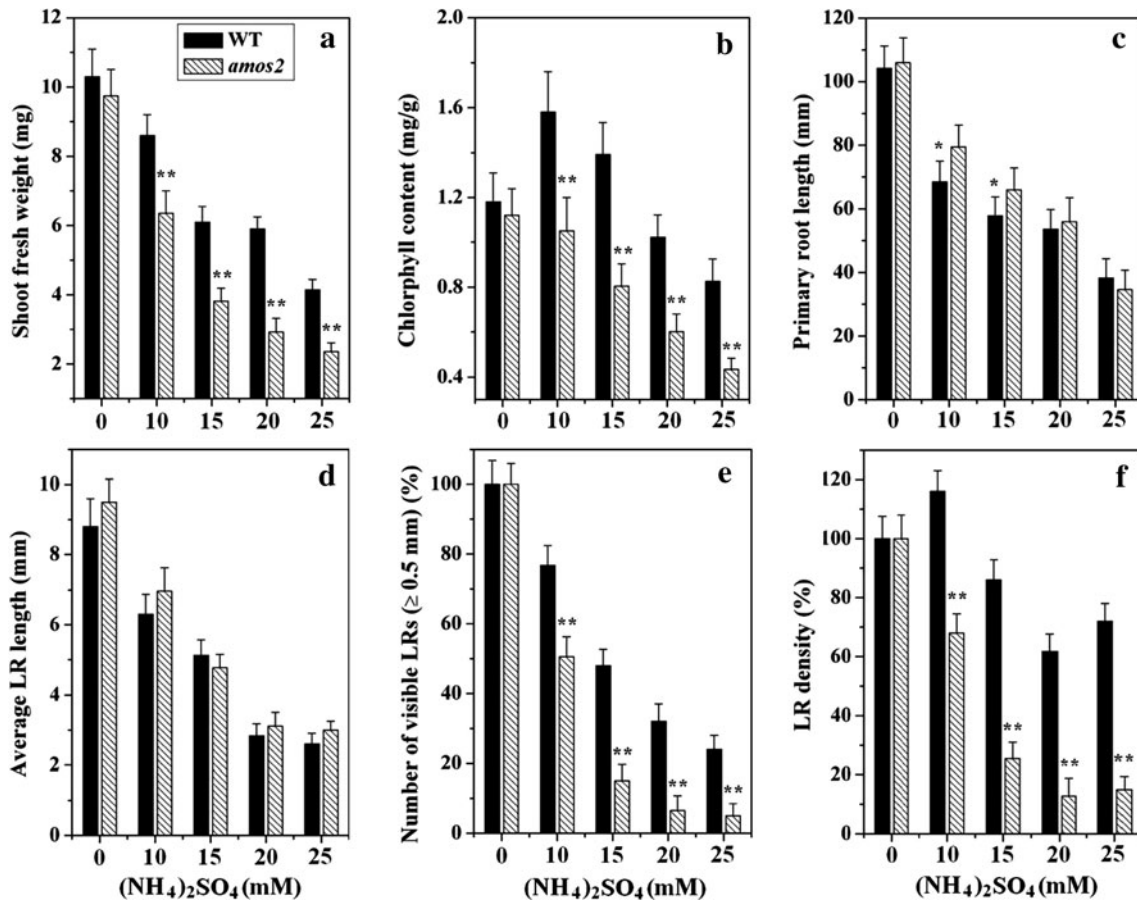 a
WT
amos2
Shoot fresh weight (mg)
12
10
8
6
4
2
0 10 15 20 25
** ** ** **
b
Chlorphyll content (mg/g)
2.0
1.6
1.2
0.8
0.4
0 10 15 20 25
** ** ** **
c
Primary root length (mm)
120
100
80
60
40
20
0
0 10 15 20 25
* *
d
Average LR length (mm)
10
8
6
4
2
0
0 10 15 20 25
(NH4)2SO4 (mM)
e
Number of visible LRs (≥ 0.5 mm) (%)
100
80
60
40
20
0
0 10 15 20 25
** ** ** **
(NH4)2SO4 (mM)
f
LR density (%)
120
100
80
60
40
20
0
0 10 15 20 25
** ** ** **
(NH4)2SO4 (mM)